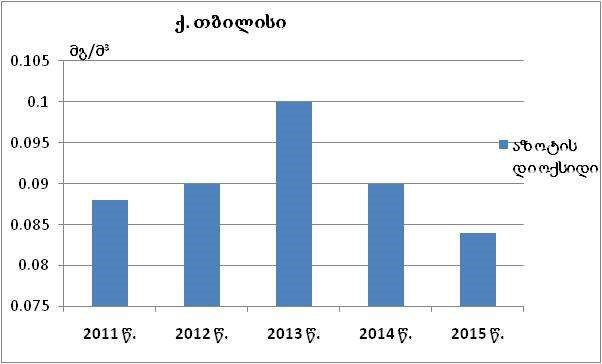 ქ. თბილისი
მგ/მ³
0.105
0.1
0.095
0.09
0.085
0.08
0.075
2011 წ.
2012 წ.
2013 წ.
2014 წ.
2015 წ.
აზოტის
დიოქსიდი